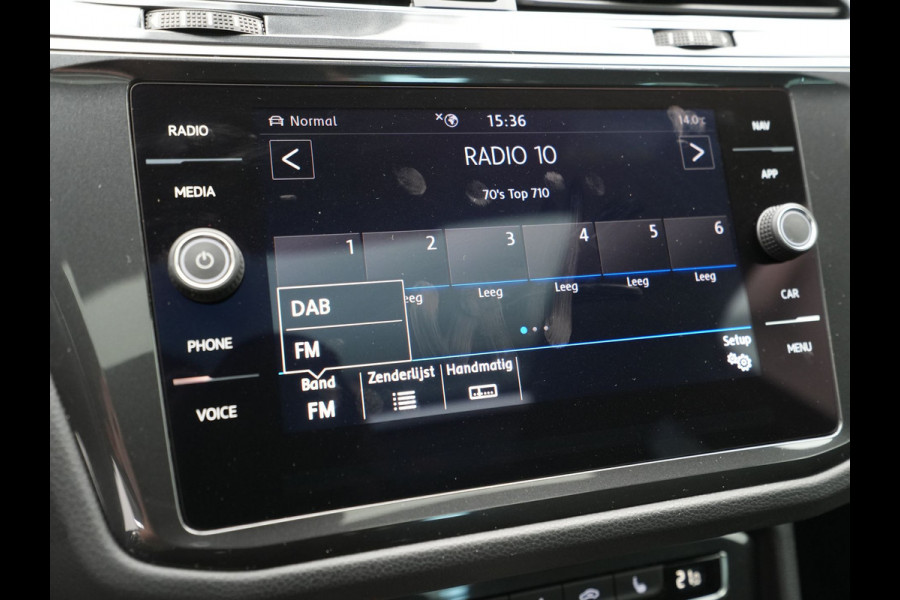 RADIO
MEDIA
PHONE
VOICE
Normal
15:36
14.0°C
RADIO 10
70's Top 710
1 2 3 4 5 6
Leeg Leeg Leeg Leeg
DAB
FM
Band
FM
Zenderlijst
Handmatig
Setup
NAV
APP
CAR
MENU